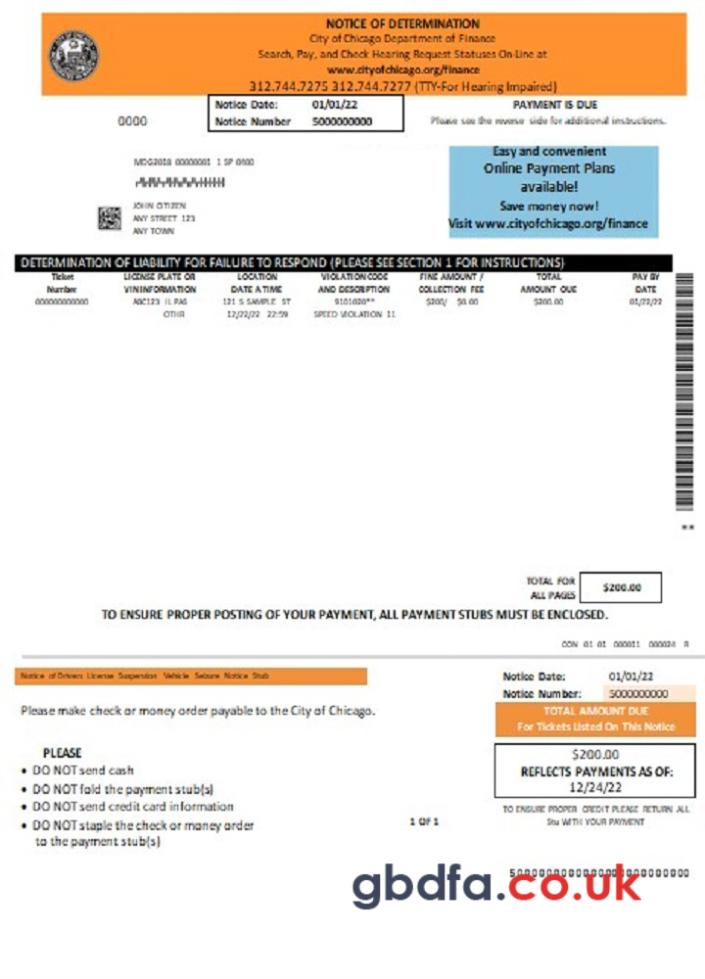 NOTICE OF DETERMINATION
City of Chicago Department of Finance
Search, Pay, and Check Hearing Request Statuses On-Line at
www.cityofchicago.org/finance
312.744.7275 312.744.7277 (TTY-For Hearing Impaired)
0000
Notice Date: 01/01/22
Notice Number 5000000000
PAYMENT IS DUE
Please see the reverse side for additional instructions.
MDG2018 00000001 1 SP 0400
JOHN CITIZEN
ANY STREET 123
ANY TOWN
Easy and convenient
Online Payment Plans
available!
Save money now!
Visit www.cityofchicago.org/finance
DETERMINATION OF LIABILITY FOR FAILURE TO RESPOND (PLEASE SEE SECTION 1 FOR INSTRUCTIONS)
Ticket LICENSE PLATE OR LOCATION VIOLATION CODE FINE AMOUNT / TOTAL PAY BY
Number VIN INFORMATION DATE A TIME AND DESCRIPTION COLLECTION FEE AMOUNT OUE DATE
000000000000 ABC123 IL PAS 121 S SAMPLE ST 9101020** $200/ $0.00 $200.00 01/22/22
OTHR 12/22/22 22:59 SPEED VIOLATION 11
**
TOTAL FOR
ALL PAGES
$200.00
TO ENSURE PROPER POSTING OF YOUR PAYMENT, ALL PAYMENT STUBS MUST BE ENCLOSED.
CON 01 01 000011 000024 R
Notice of Drivers License Suspension Vehicle Seizure Notice Stub
Notice Date: 01/01/22
Notice Number: 5000000000
TOTAL AMOUNT DUE
For Tickets Listed On This Notice
Please make check or money order payable to the City of Chicago.
$200.00
REFLECTS PAYMENTS AS OF:
12/24/22
PLEASE
• DO NOT send cash
• DO NOT fold the payment stub(s)
• DO NOT send credit card information
• DO NOT staple the check or money order
to the payment stub(s)
1 OF 1
TO ENSURE PROPER CREDIT PLEASE RETURN ALL
Stu WITH YOUR PAYMENT
gbdfa.co.uk